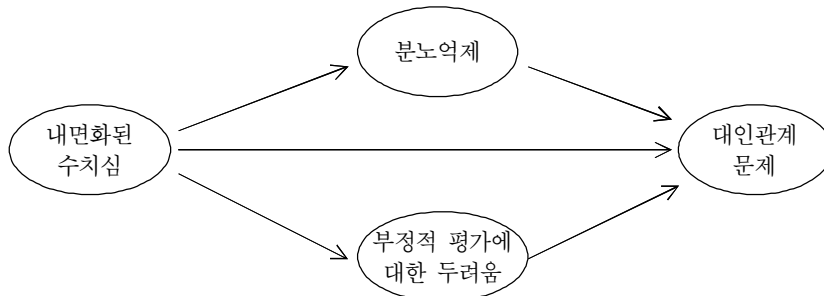 분노억제
내면화된
수치심
대인관계
문제
부정적 평가에
대한 두려움